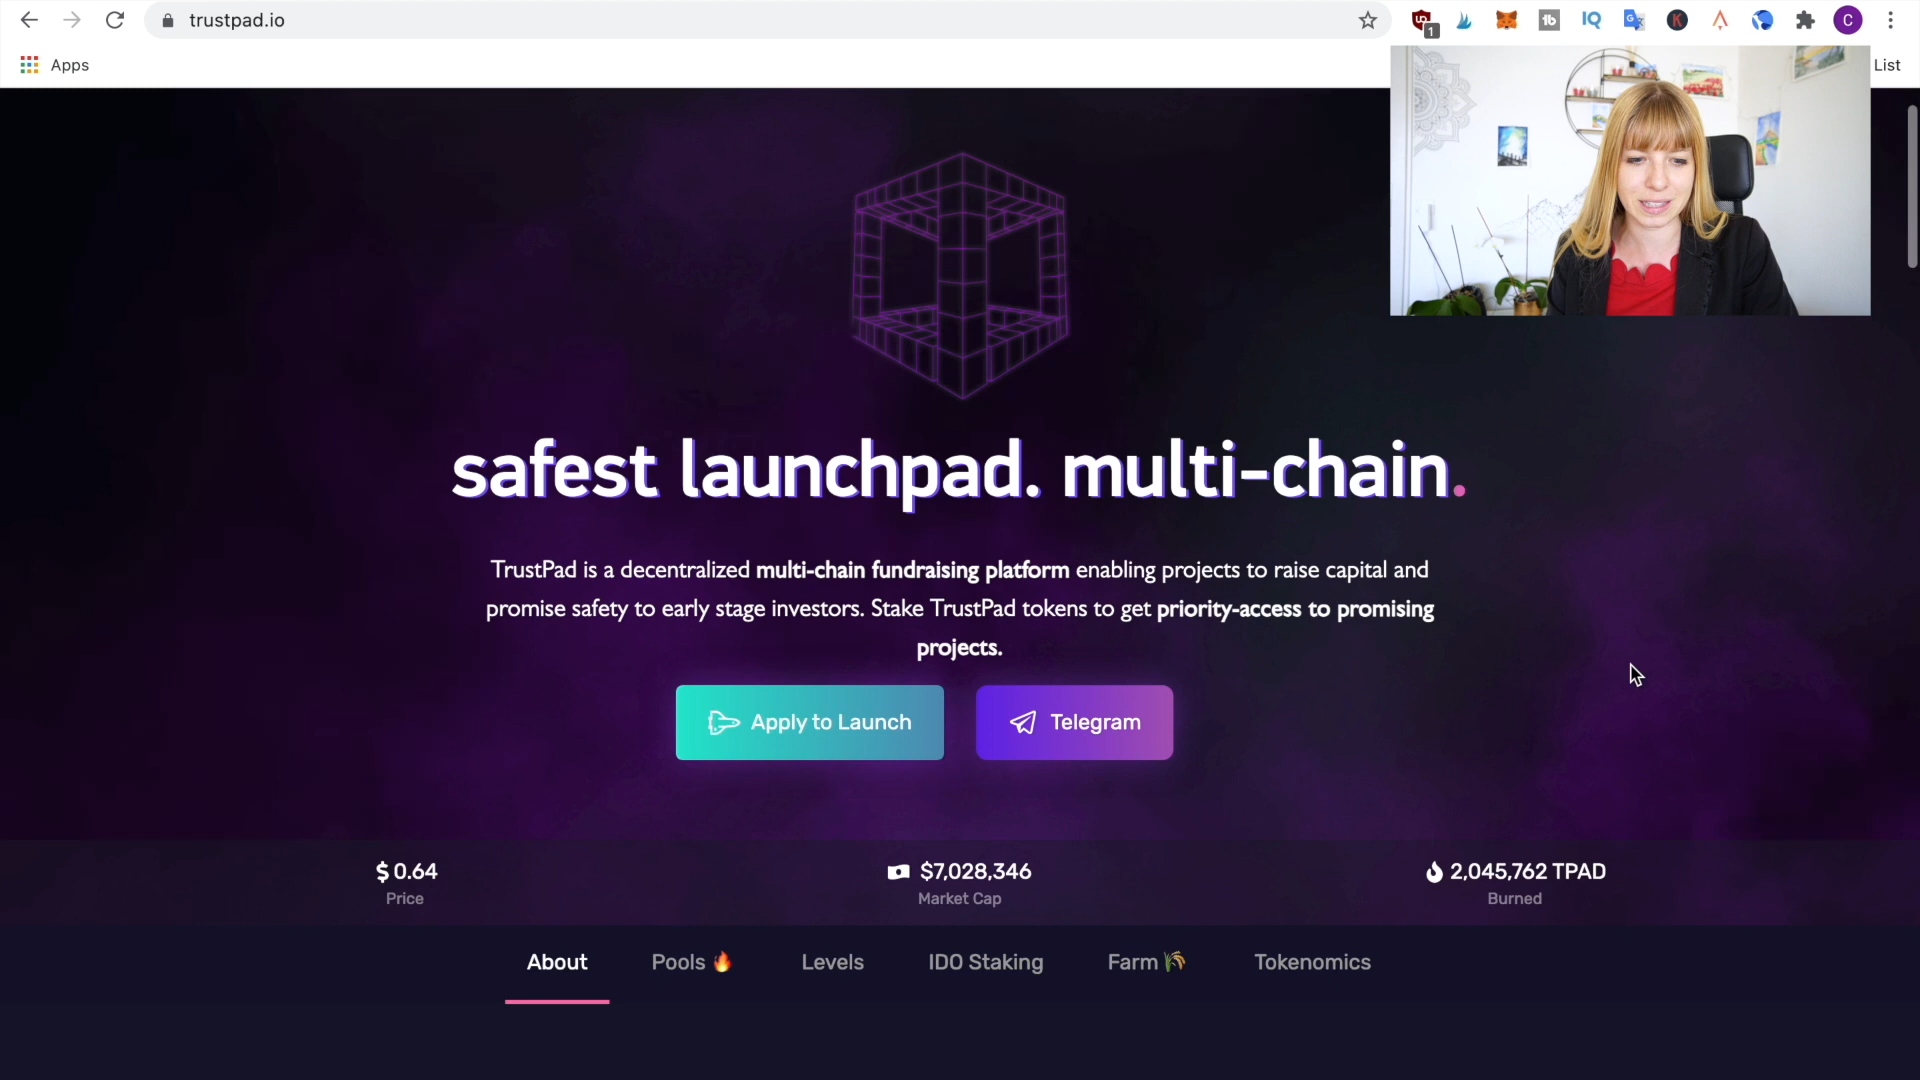 trustpad.io
1
tb
IQ
G
K
C
Apps
List
safest launchpad. multi-chain.
TrustPad is a decentralized multi-chain fundraising platform enabling projects to raise capital and
promise safety to early stage investors. Stake TrustPad tokens to get priority-access to promising
projects.
Apply to Launch
Telegram
$ 0.64
Price
$7,028,346
Market Cap
2,045,762 TPAD
Burned
About
Pools 🔥
Levels
IDO Staking
Farm 🌾
Tokenomics